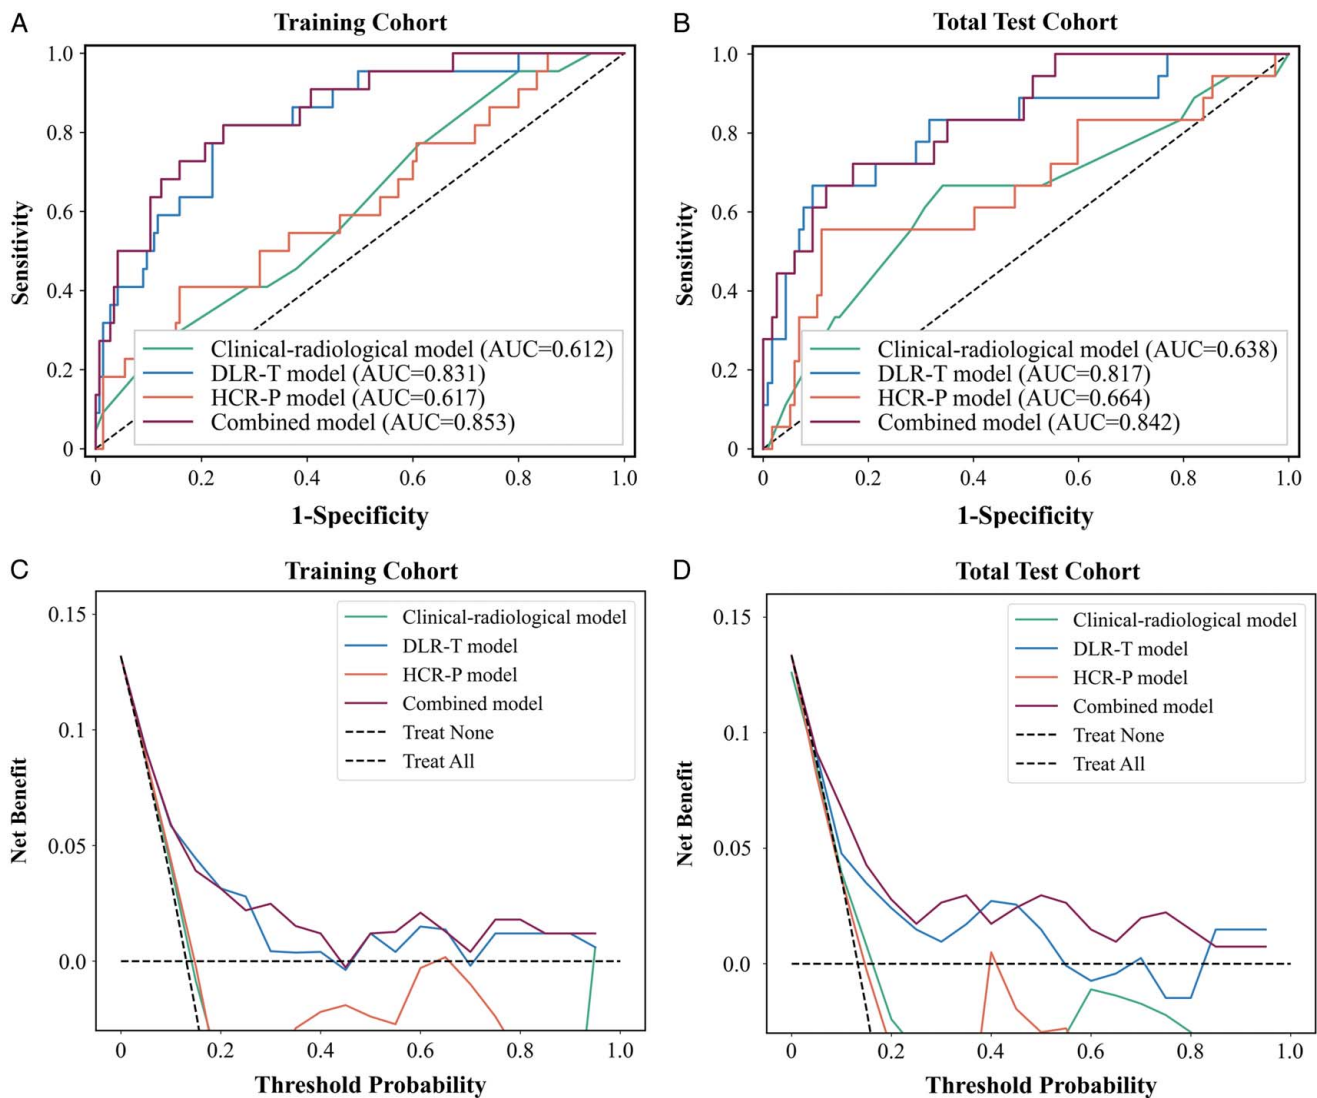 A
Training Cohort
1.0
0.8
0.6
0.4
0.2
0
Sensitivity
Clinical-radiological model (AUC=0.612)
DLR-T model (AUC=0.831)
HCR-P model (AUC=0.617)
Combined model (AUC=0.853)
0 0.2 0.4 0.6 0.8 1.0
1-Specificity
B
Total Test Cohort
1.0
0.8
0.6
0.4
0.2
0
Sensitivity
Clinical-radiological model (AUC=0.638)
DLR-T model (AUC=0.817)
HCR-P model (AUC=0.664)
Combined model (AUC=0.842)
0 0.2 0.4 0.6 0.8 1.0
1-Specificity
C
Training Cohort
0.15
0.1
0.05
0.0
Net Benefit
Clinical-radiological model
DLR-T model
HCR-P model
Combined model
Treat None
Treat All
0 0.2 0.4 0.6 0.8 1.0
Threshold Probability
D
Total Test Cohort
0.15
0.1
0.05
0.0
Net Benefit
Clinical-radiological model
DLR-T model
HCR-P model
Combined model
Treat None
Treat All
0 0.2 0.4 0.6 0.8 1.0
Threshold Probability